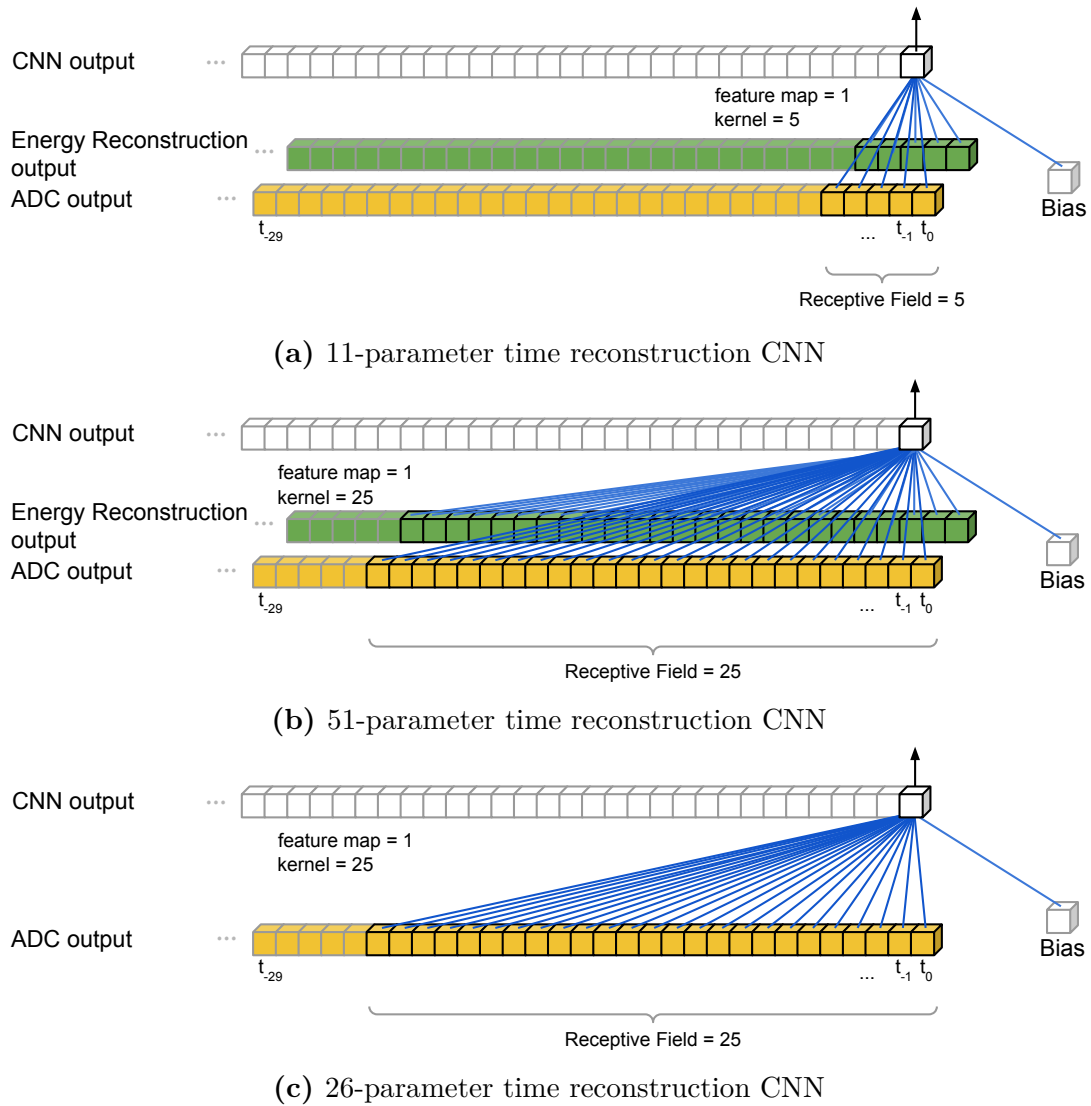 CNN output
...
feature map = 1
kernel = 5
Energy Reconstruction
output
...
ADC output
...
Bias
t-29
...
t-1
t0
Receptive Field = 5
(a) 11-parameter time reconstruction CNN
CNN output
...
feature map = 1
kernel = 25
Energy Reconstruction
output
...
ADC output
...
Bias
t-29
...
t-1
t0
Receptive Field = 25
(b) 51-parameter time reconstruction CNN
CNN output
...
feature map = 1
kernel = 25
ADC output
...
Bias
t-29
...
t-1
t0
Receptive Field = 25
(c) 26-parameter time reconstruction CNN